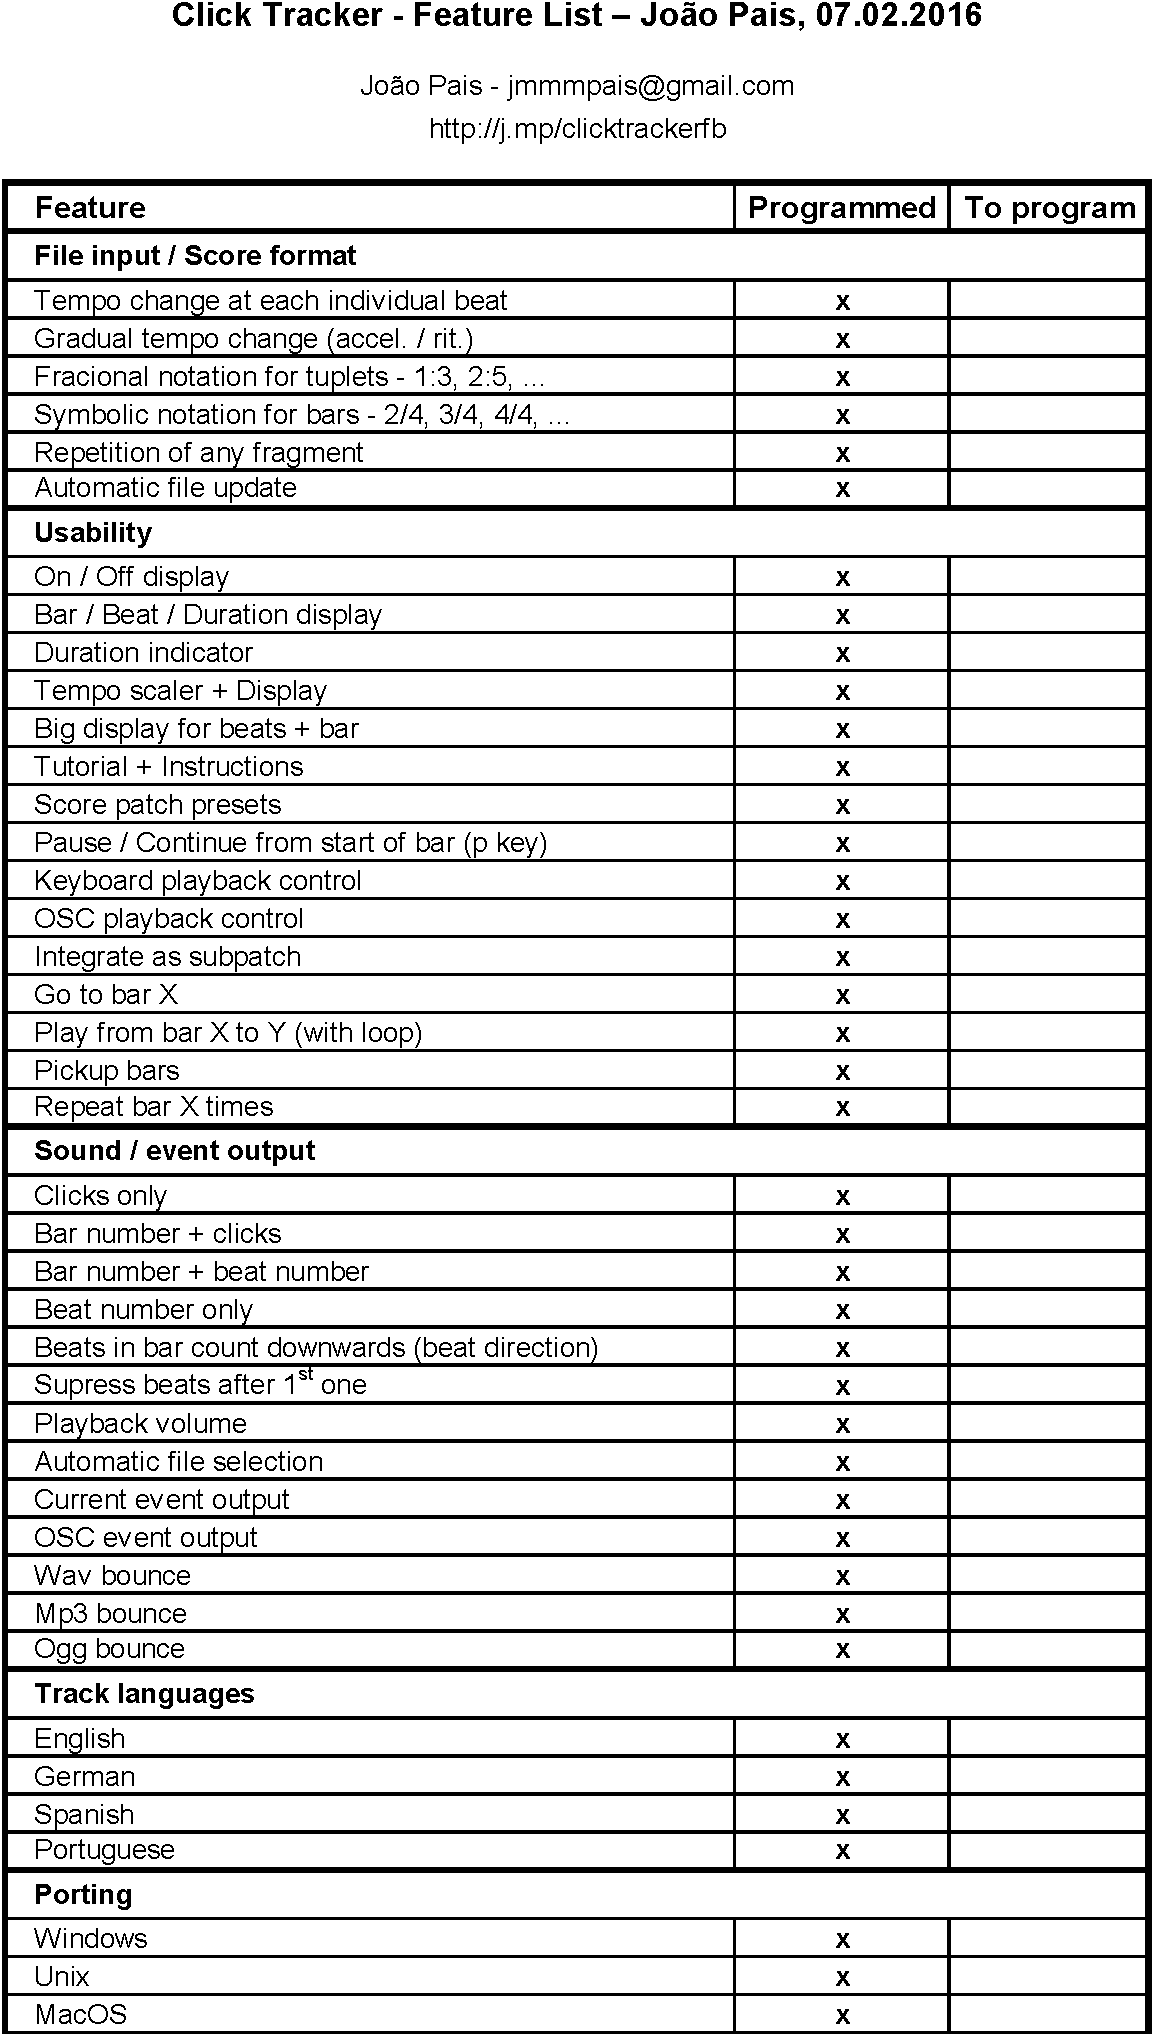 Click Tracker - Feature List – João Pais, 07.02.2016
João Pais - jmmmpais@gmail.com
http://j.mp/clicktrackerfb
Feature Programmed To program
File input / Score format
Tempo change at each individual beat x
Gradual tempo change (accel. / rit.) x
Fracional notation for tuplets - 1:3, 2:5, ... x
Symbolic notation for bars - 2/4, 3/4, 4/4, ... x
Repetition of any fragment x
Automatic file update x
Usability
On / Off display x
Bar / Beat / Duration display x
Duration indicator x
Tempo scaler + Display x
Big display for beats + bar x
Tutorial + Instructions x
Score patch presets x
Pause / Continue from start of bar (p key) x
Keyboard playback control x
OSC playback control x
Integrate as subpatch x
Go to bar X x
Play from bar X to Y (with loop) x
Pickup bars x
Repeat bar X times x
Sound / event output
Clicks only x
Bar number + clicks x
Bar number + beat number x
Beat number only x
Beats in bar count downwards (beat direction) x
Supress beats after 1st one x
Playback volume x
Automatic file selection x
Current event output x
OSC event output x
Wav bounce x
Mp3 bounce x
Ogg bounce x
Track languages
English x
German x
Spanish x
Portuguese x
Porting
Windows x
Unix x
MacOS x